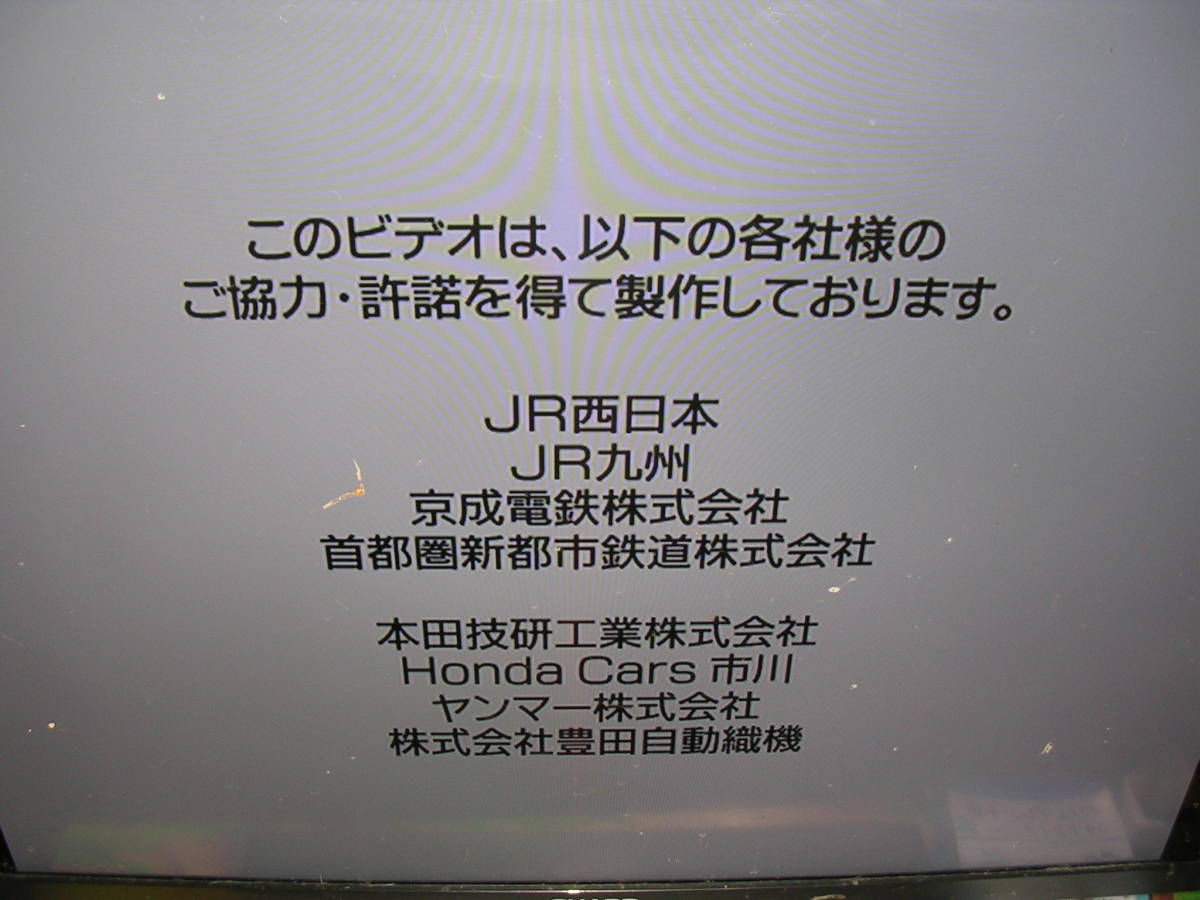 このビデオは、以下の各社様の
ご協力・許諾を得て製作しております。
JR西日本
JR九州
京成電鉄株式会社
首都圏新都市鉄道株式会社
本田技研工業株式会社
Honda Cars 市川
ヤンマー株式会社
株式会社豊田自動織機